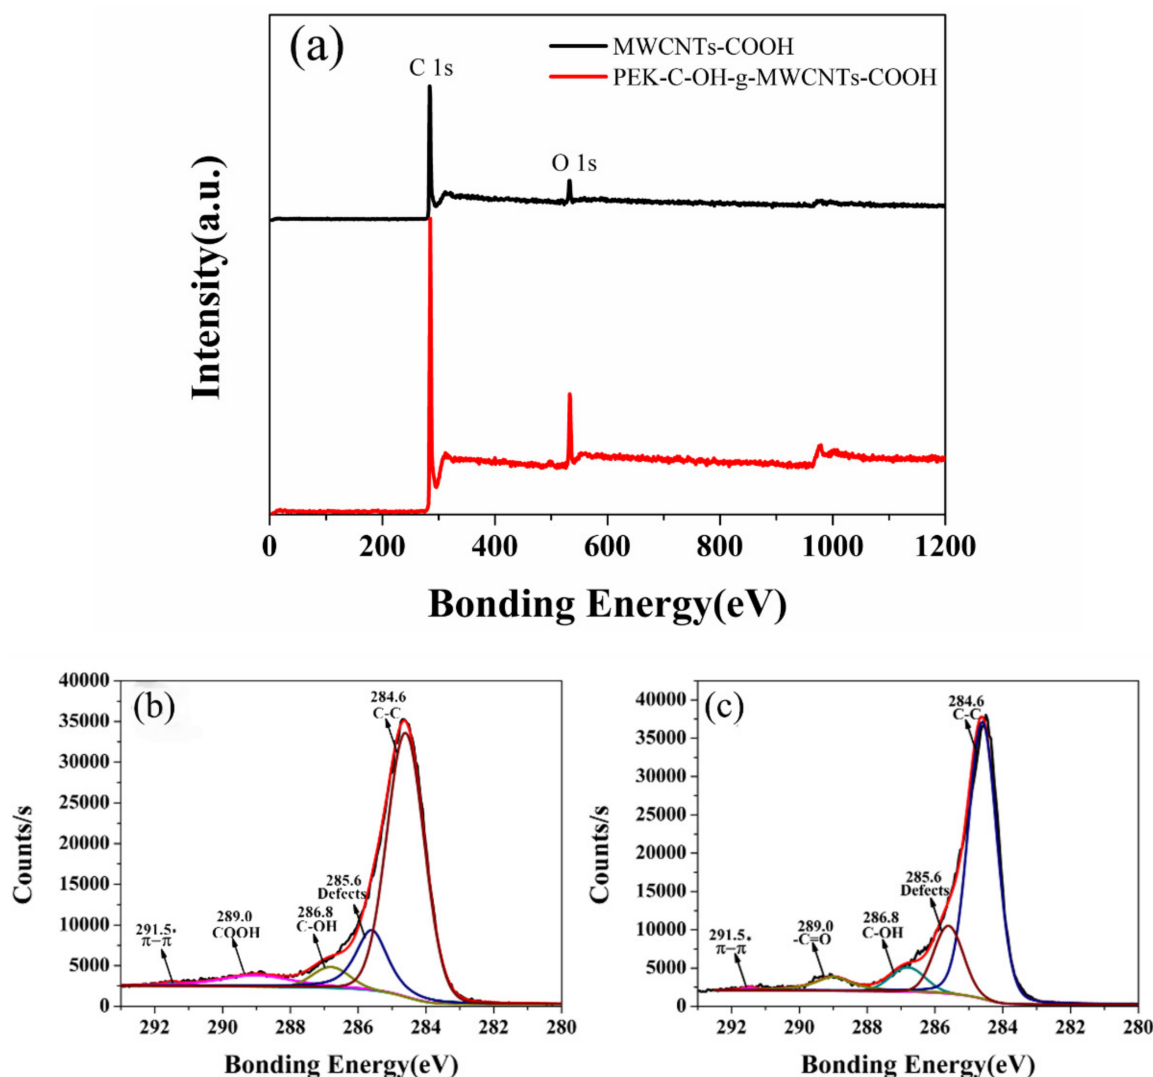 (a)
MWCNTs-COOH
PEK-C-OH-g-MWCNTs-COOH
C 1s
O 1s
Intensity(a.u.)
0 200 400 600 800 1000 1200
Bonding Energy(eV)
(b)
40000
35000
30000
25000
20000
15000
10000
5000
0
Counts/s
284.6
C-C
285.6
Defects
286.8
C-OH
289.0
COOH
291.5*
π-π
292 290 288 286 284 282 280
Bonding Energy(eV)
(c)
40000
35000
30000
25000
20000
15000
10000
5000
0
Counts/s
284.6
C-C
285.6
Defects
286.8
C-OH
289.0
-C=O
291.5*
π-π
292 290 288 286 284 282 280
Bonding Energy(eV)